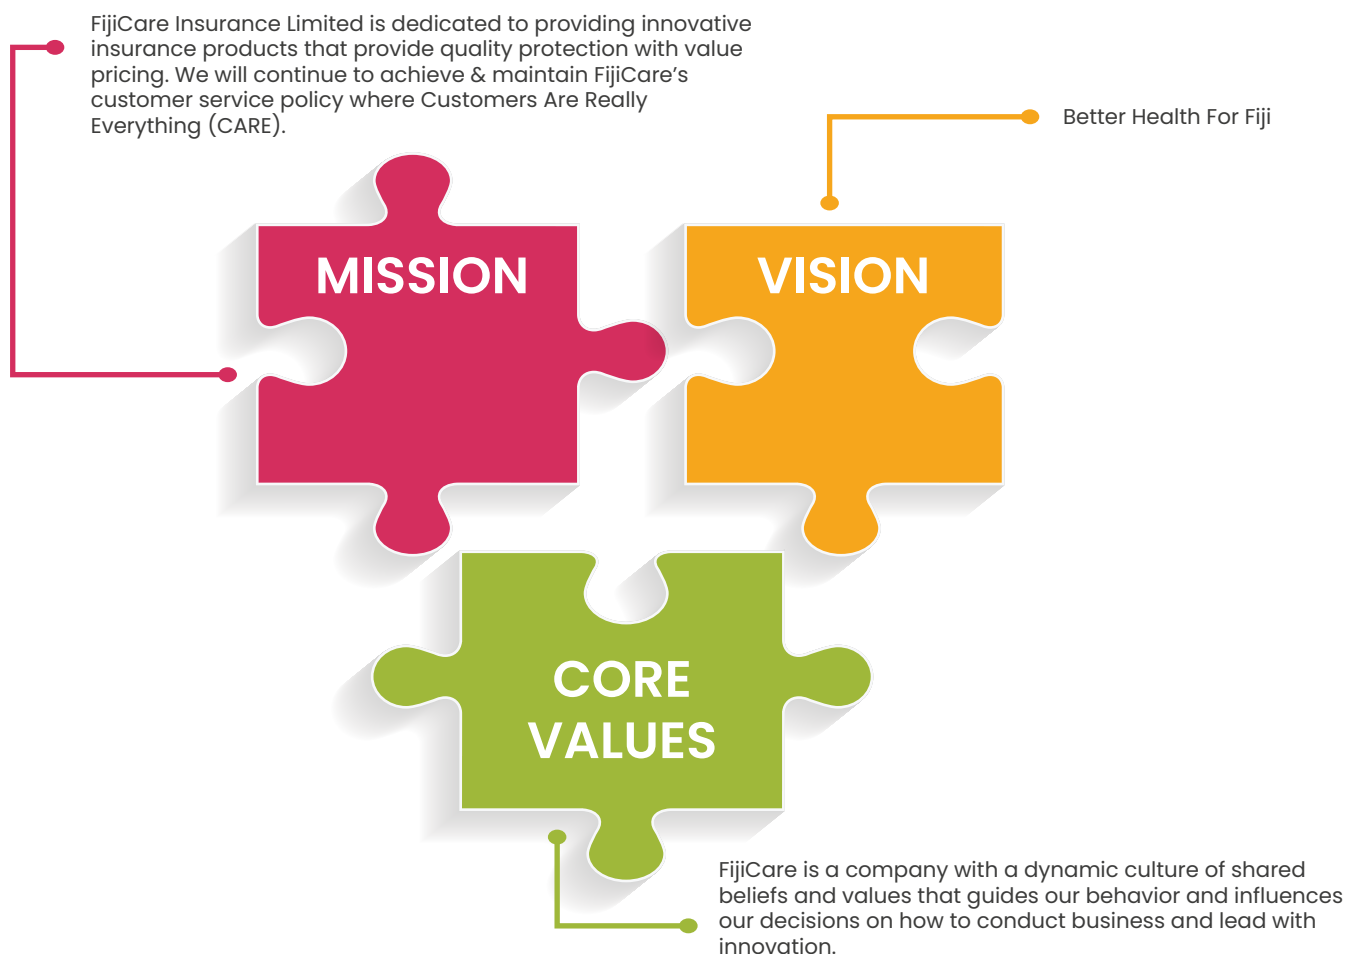 FijiCare Insurance Limited is dedicated to providing innovative
insurance products that provide quality protection with value
pricing. We will continue to achieve & maintain FijiCare's
customer service policy where Customers Are Really
Everything (CARE).
Better Health For Fiji
MISSION
VISION
CORE
VALUES
FijiCare is a company with a dynamic culture of shared
beliefs and values that guides our behavior and influences
our decisions on how to conduct business and lead with
innovation.